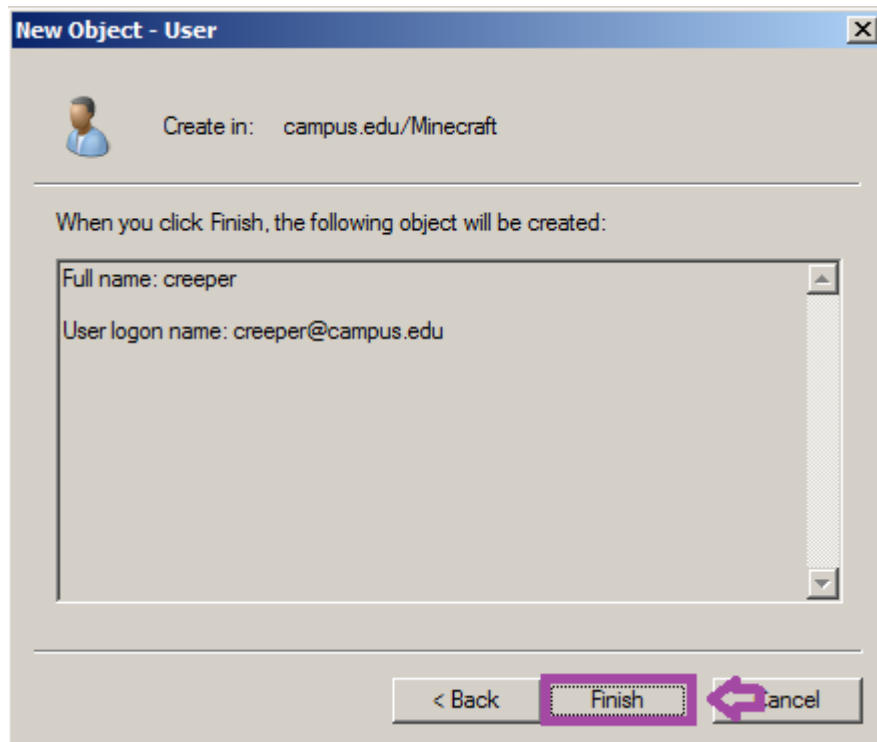 New Object - User
Create in: campus.edu/Minecraft
When you click Finish, the following object will be created:
Full name: creeper
User logon name: creeper@campus.edu
< Back Finish Cancel